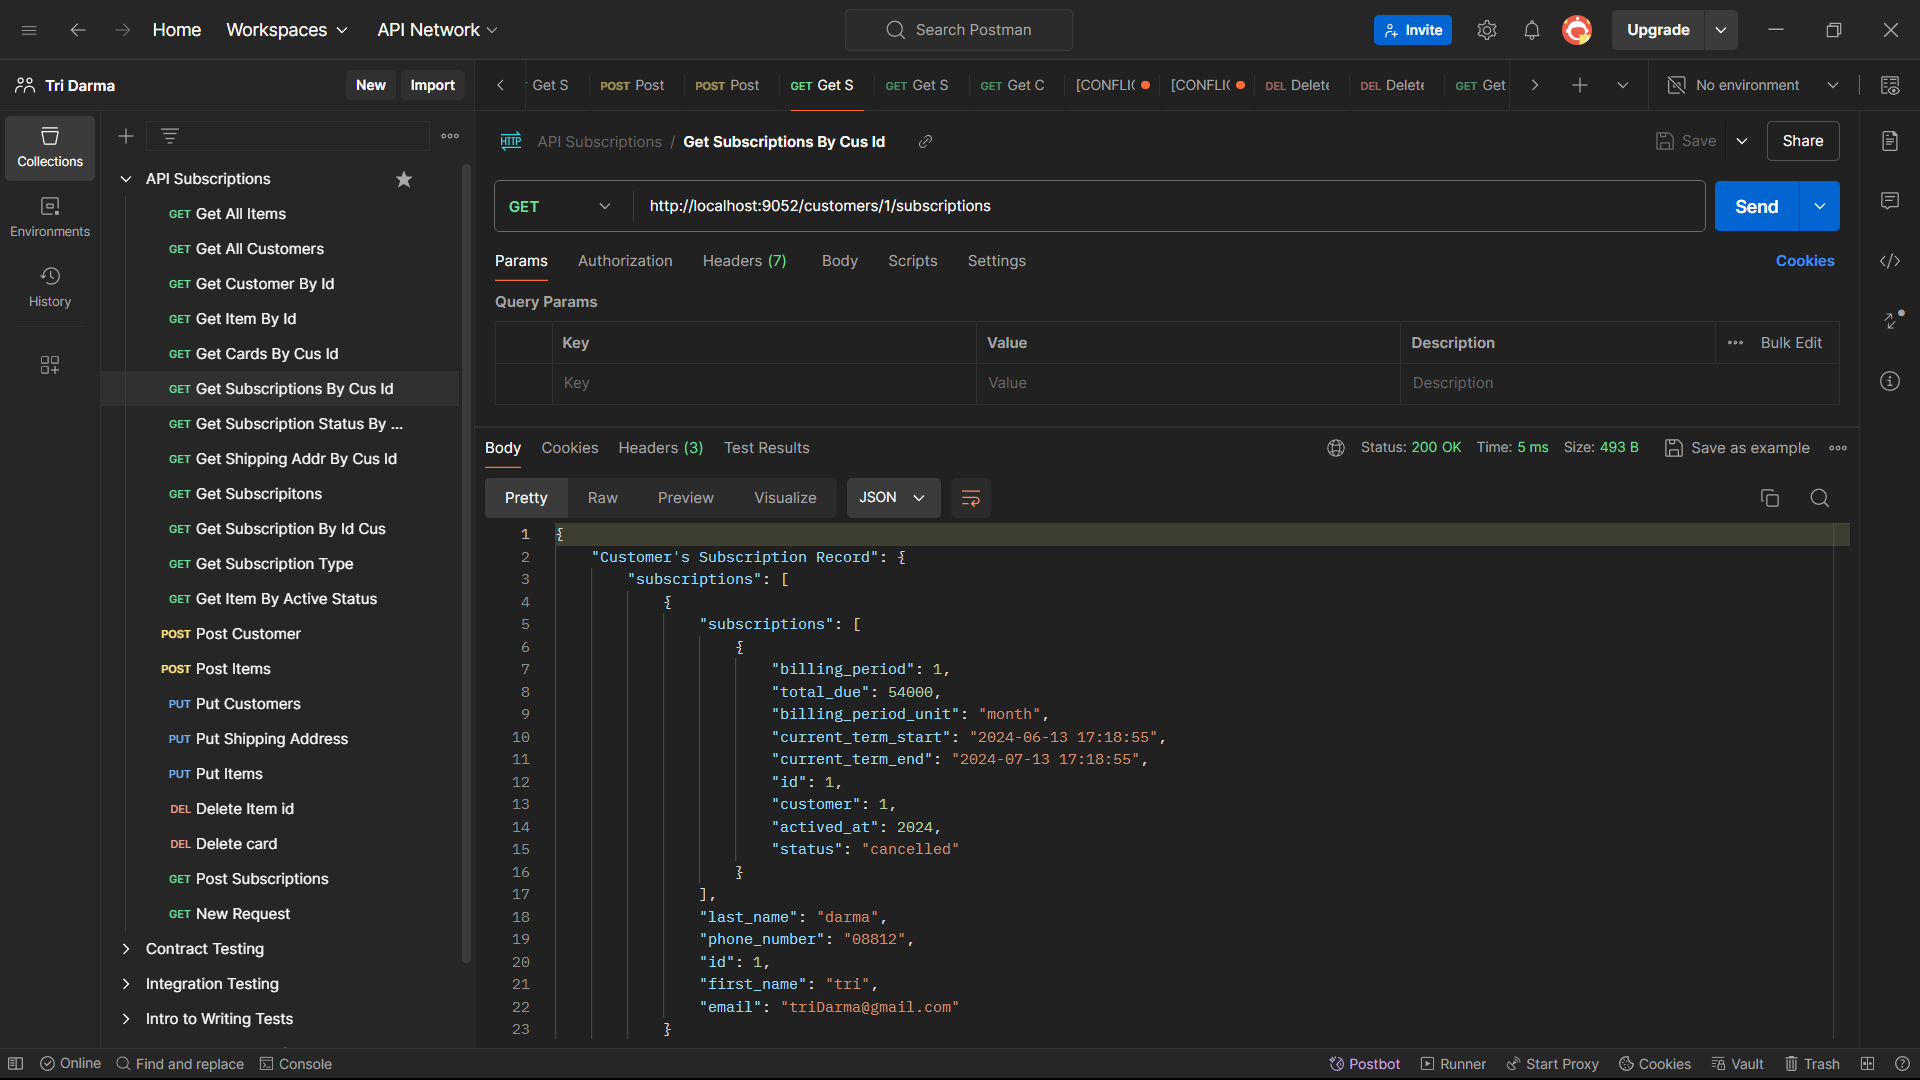 Home Workspaces API Network Search Postman Invite Upgrade
Tri Darma New Import Get S POST Post POST Post GET Get S GET Get S GET Get C [CONFLIC [CONFLIC DEL Delete DEL Delete GET Get No environment
Collections
Environments
History
API Subscriptions
GET Get All Items
GET Get All Customers
GET Get Customer By Id
GET Get Item By Id
GET Get Cards By Cus Id
GET Get Subscriptions By Cus Id
GET Get Subscription Status By ...
GET Get Shipping Addr By Cus Id
GET Get Subscripitons
GET Get Subscription By Id Cus
GET Get Subscription Type
GET Get Item By Active Status
POST Post Customer
POST Post Items
PUT Put Customers
PUT Put Shipping Address
PUT Put Items
DEL Delete Item id
DEL Delete card
GET Post Subscriptions
GET New Request
Contract Testing
Integration Testing
Intro to Writing Tests
HTTP API Subscriptions / Get Subscriptions By Cus Id Save Share
GET http://localhost:9052/customers/1/subscriptions Send
Params Authorization Headers (7) Body Scripts Settings Cookies
Query Params
Key Value Description Bulk Edit
Key Value Description
Body Cookies Headers (3) Test Results Status: 200 OK Time: 5 ms Size: 493 B Save as example
Pretty Raw Preview Visualize JSON
1 {
2 "Customer's Subscription Record": {
3 "subscriptions": [
4 {
5 "subscriptions": [
6 {
7 "billing_period": 1,
8 "total_due": 54000,
9 "billing_period_unit": "month",
10 "current_term_start": "2024-06-13 17:18:55",
11 "current_term_end": "2024-07-13 17:18:55",
12 "id": 1,
13 "customer": 1,
14 "actived_at": 2024,
15 "status": "cancelled"
16 }
17 ],
18 "last_name": "darma",
19 "phone_number": "08812",
20 "id": 1,
21 "first_name": "tri",
22 "email": "triDarma@gmail.com"
23 }
Online Find and replace Console Postbot Runner Start Proxy Cookies Vault Trash